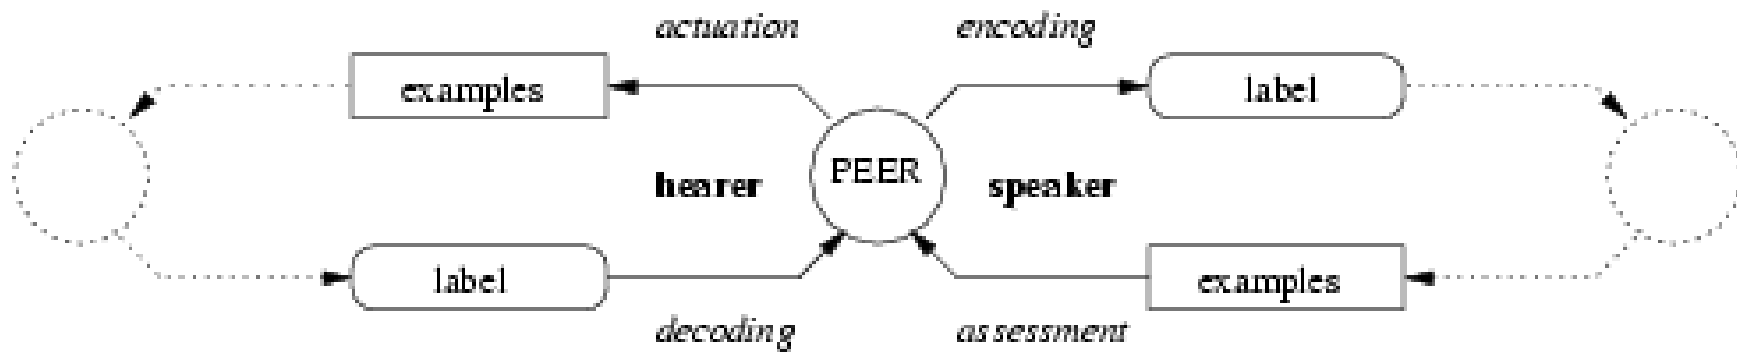 actuation encoding
examples label
hearer PEER speaker
label examples
decoding assessment